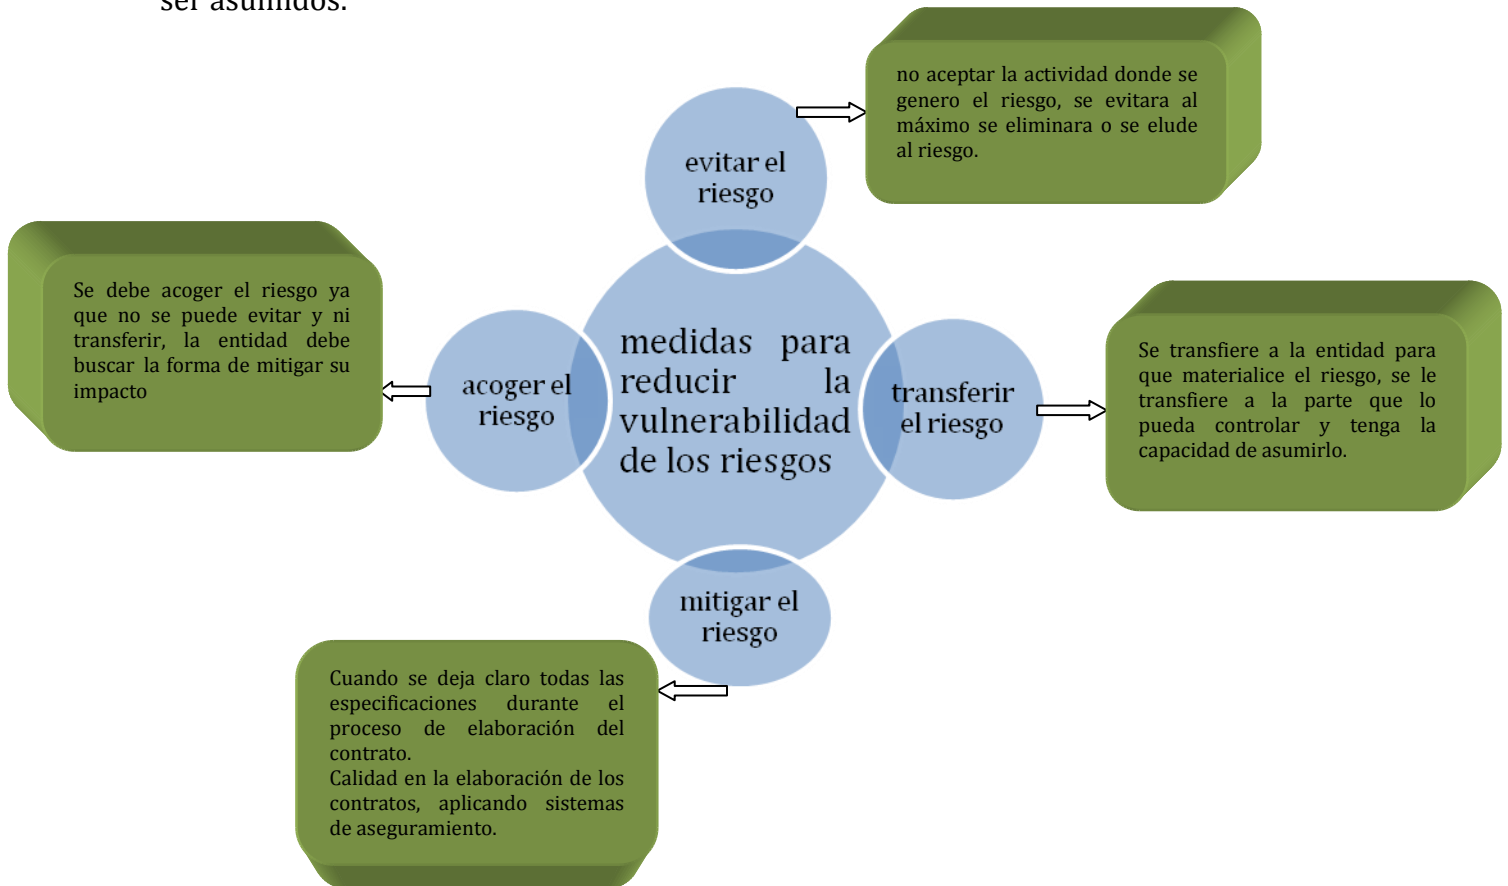 ser asumidos.
no aceptar la actividad donde se
genero el riesgo, se evitara al
máximo se eliminara o se elude
al riesgo.
evitar el
riesgo
Se debe acoger el riesgo ya
que no se puede evitar y ni
transferir, la entidad debe
buscar la forma de mitigar su
impacto
acoger el
riesgo
medidas para
reducir la
vulnerabilidad
de los riesgos
transferir
el riesgo
Se transfiere a la entidad para
que materialice el riesgo, se le
transfiere a la parte que lo
pueda controlar y tenga la
capacidad de asumirlo.
mitigar el
riesgo
Cuando se deja claro todas las
especificaciones durante el
proceso de elaboración del
contrato.
Calidad en la elaboración de los
contratos, aplicando sistemas
de aseguramiento.